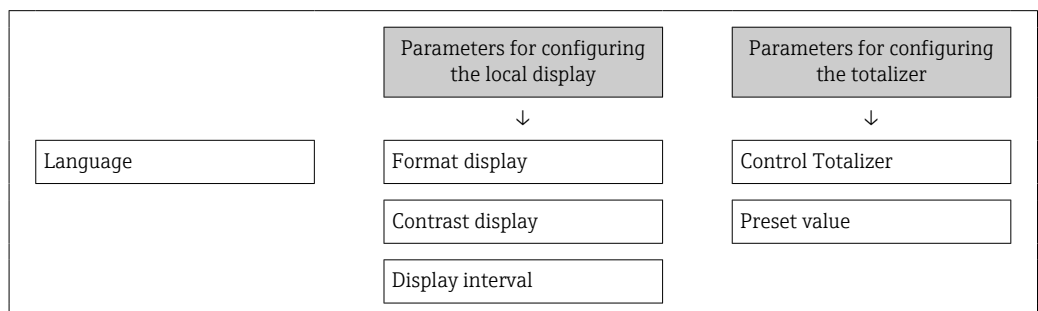 Parameters for configuring
the local display
Parameters for configuring
the totalizer
↓
↓
Language
Format display
Control Totalizer
Contrast display
Preset value
Display interval